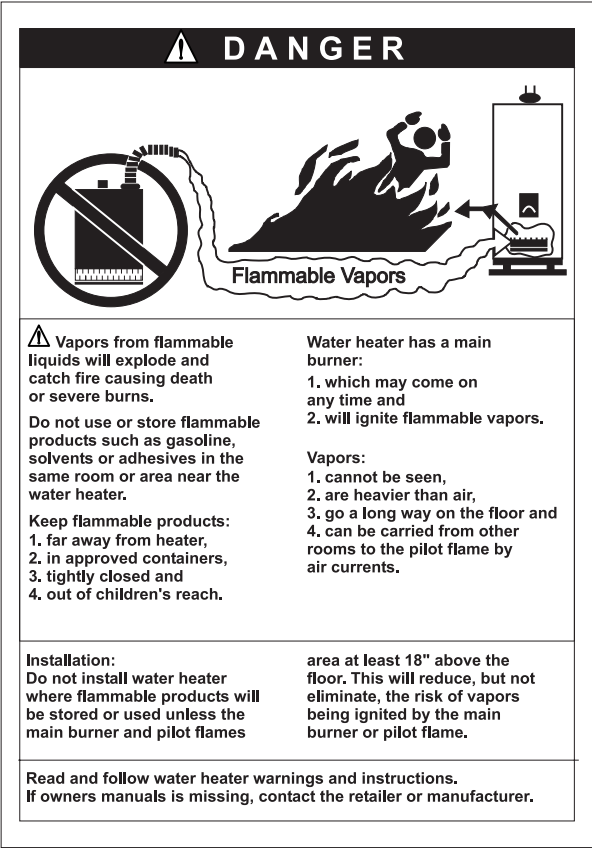 DANGER
Flammable Vapors
Vapors from flammable
liquids will explode and
catch fire causing death
or severe burns.
Do not use or store flammable
products such as gasoline,
solvents or adhesives in the
same room or area near the
water heater.
Keep flammable products:
1. far away from heater,
2. in approved containers,
3. tightly closed and
4. out of children's reach.
Water heater has a main
burner:
1. which may come on
any time and
2. will ignite flammable vapors.
Vapors:
1. cannot be seen,
2. are heavier than air,
3. go a long way on the floor and
4. can be carried from other
rooms to the pilot flame by
air currents.
Installation:
Do not install water heater
where flammable products will
be stored or used unless the
main burner and pilot flames
area at least 18" above the
floor. This will reduce, but not
eliminate, the risk of vapors
being ignited by the main
burner or pilot flame.
Read and follow water heater warnings and instructions.
If owners manuals is missing, contact the retailer or manufacturer.